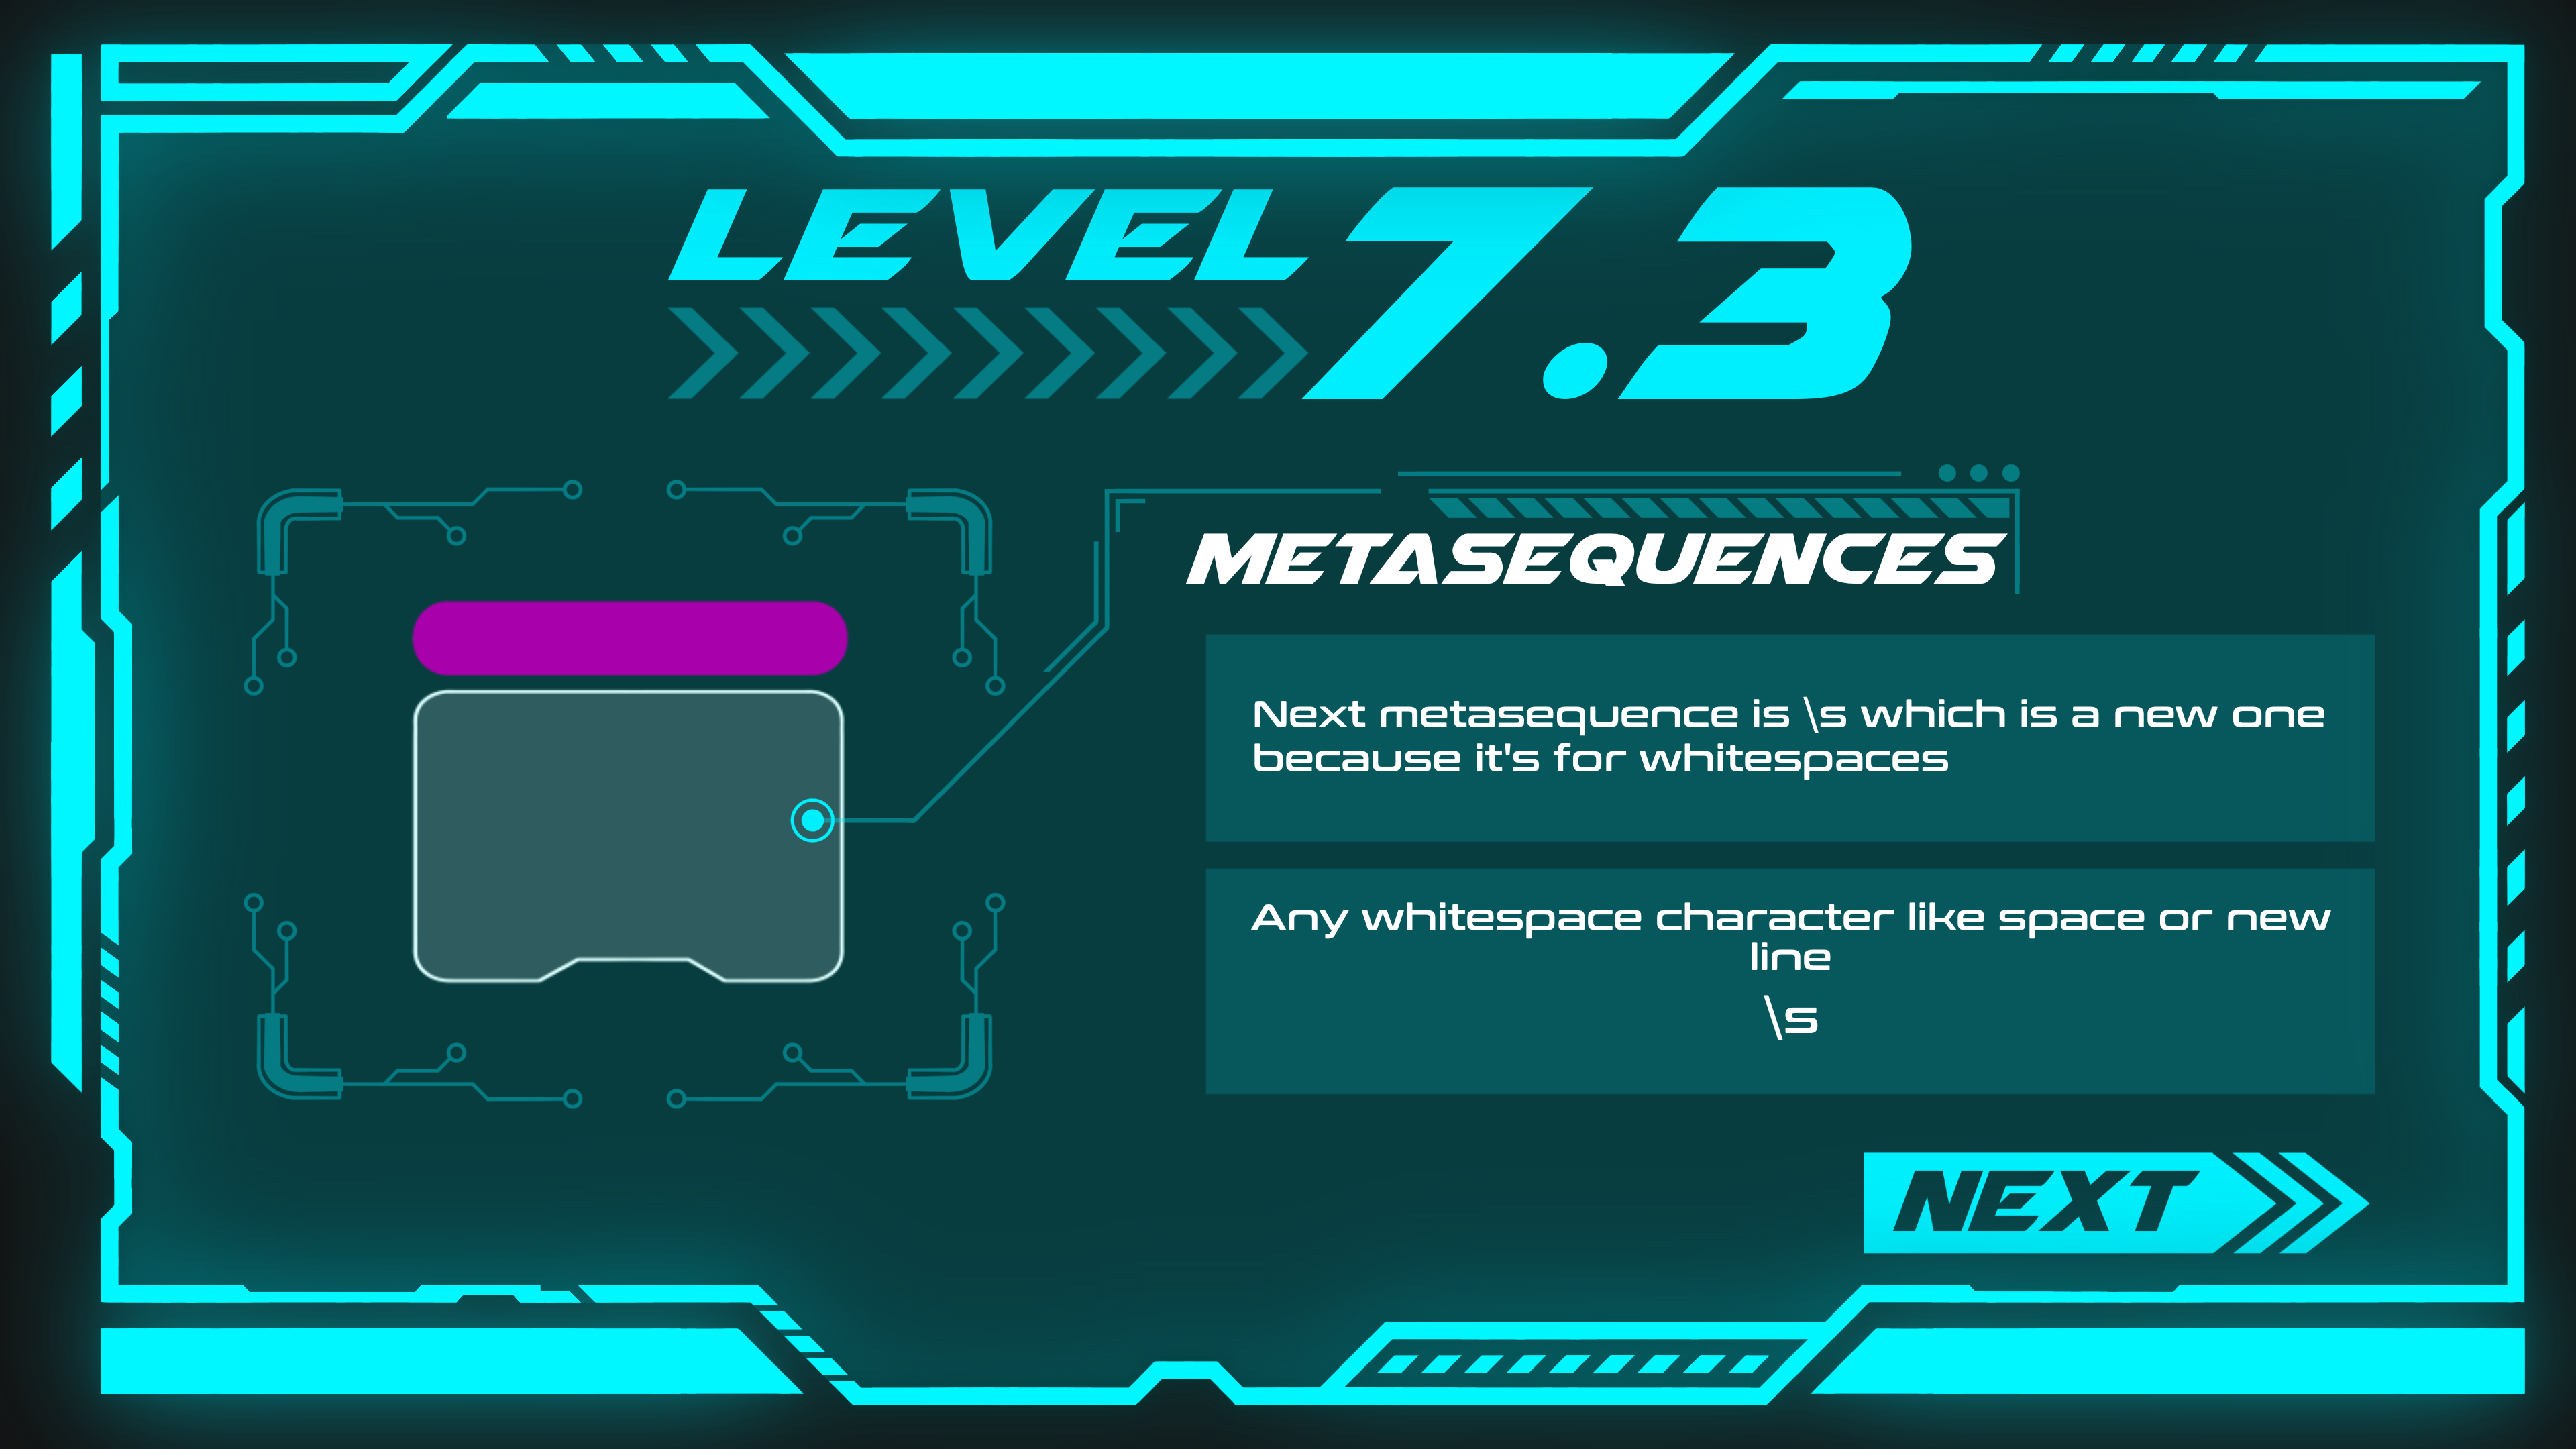 LEVEL 7.3
METASEQUENCES
Next metasequence is \s which is a new one
because it's for whitespaces
Any whitespace character like space or new
line
\s
NEXT